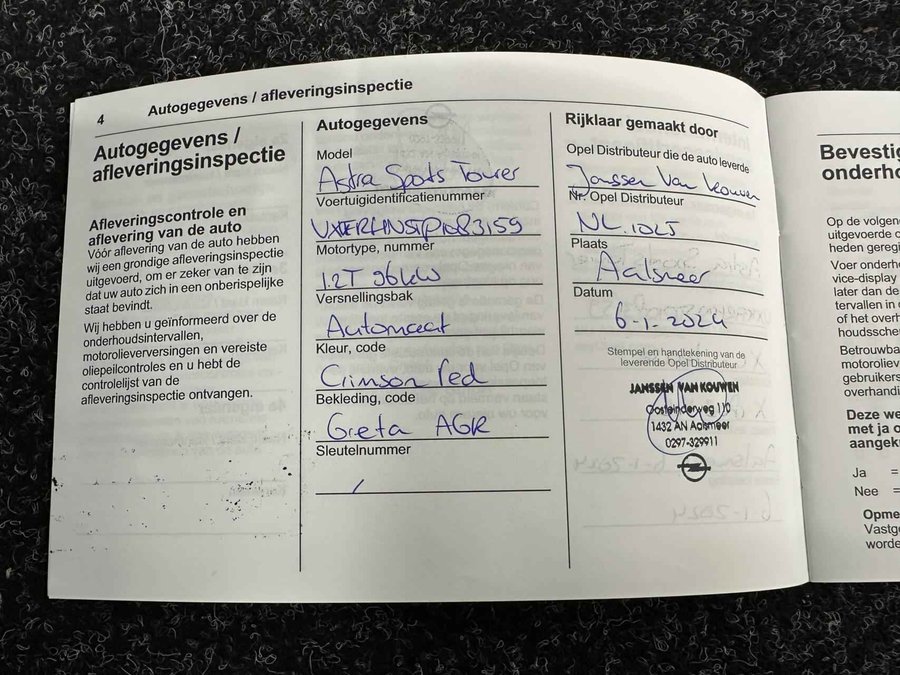 4 Autogegevens / afleveringsinspectie
Autogegevens /
afleveringsinspectie
Afleveringscontrole en
aflevering van de auto
Vóór aflevering van de auto hebben
wij een grondige afleveringsinspectie
uitgevoerd, om er zeker van te zijn
dat uw auto zich in een onberispelijke
staat bevindt.
Wij hebben u geïnformeerd over de
onderhoudsintervallen,
motorolieverversingen en vereiste
oliepeilcontroles en u hebt de
controlelijst van de
afleveringsinspectie ontvangen.
Autogegevens
Model
Astra Sports Tourer
Voertuigidentificatienummer
Motortype, nummer
1.2T 96kW
Versnellingsbak
Automaat
Kleur, code
Crimson red
Bekleding, code
Greta AGR
Sleutelnummer
/
Rijklaar gemaakt door
Opel Distributeur die de auto leverde
Janssen Van Kouwen
Nr. Opel Distributeur
NL.1025
Plaats
Aalsmeer
Datum
6-1-2024
Stempel en handtekening van de
leverende Opel Distributeur
JANSSEN VAN KOUWEN
Oosteinderweg 110
1432 AN Aalsmeer
0297-329911
Bevestig
onderho
Op de volgen
uitgevoerde o
heden geregi
Voer onderho
vice-display
later dan de
tervallen in
of het overh
houdssche
Betrouwba
motoroliev
gebruikers
overhandi
Deze we
met ja o
aangekr
Ja =
Nee =
Opme
Vastge
worde